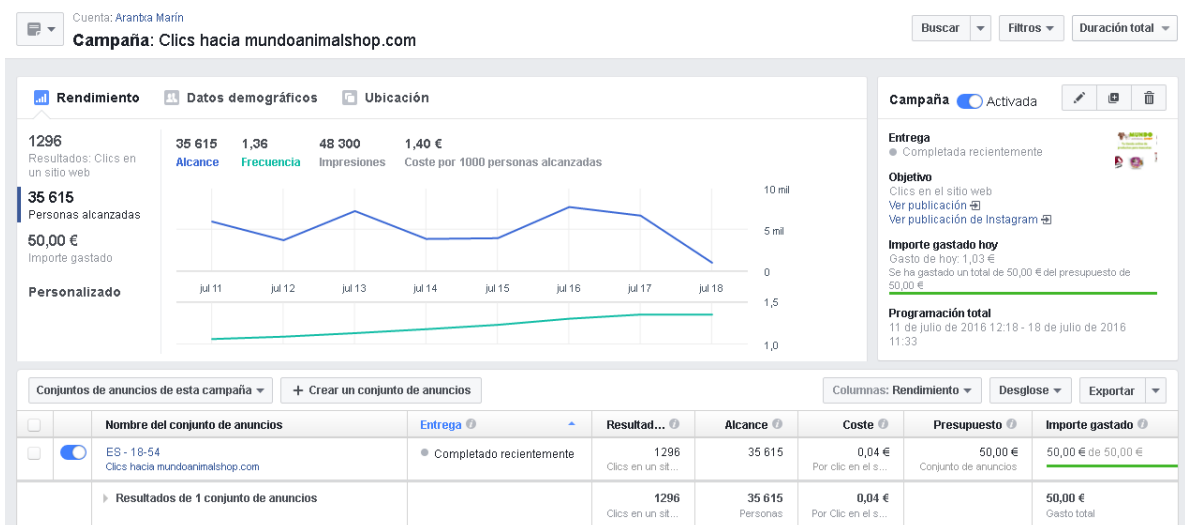 Cuenta: Arantxa Marín
Campaña: Clics hacia mundoanimalshop.com
Buscar
Filtros
Duración total
Rendimiento
Datos demográficos
Ubicación
1296
Resultados: Clics en
un sitio web
35 615
Personas alcanzadas
50,00 €
Importe gastado
Personalizado
35 615 1,36 48 300 1,40 €
Alcance Frecuencia Impresiones Coste por 1000 personas alcanzadas
10 mil
5 mil
0
jul 11 jul 12 jul 13 jul 14 jul 15 jul 16 jul 17 jul 18
1,5
1,0
Campaña Activada
Entrega
Completada recientemente
MUNDO
Objetivo
Clics en el sitio web
Ver publicación
Ver publicación de Instagram
Importe gastado hoy
Gasto de hoy: 1,03 €
Se ha gastado un total de 50,00 € del presupuesto de
50,00 €
Programación total
11 de julio de 2016 12:18 - 18 de julio de 2016
11:33
Conjuntos de anuncios de esta campaña
+ Crear un conjunto de anuncios
Columnas: Rendimiento
Desglose
Exportar
Nombre del conjunto de anuncios Entrega Resultad... Alcance Coste Presupuesto Importe gastado
ES - 18-54 Completado recientemente 1296 35 615 0,04 € 50,00 € 50,00 € de 50,00 €
Clics hacia mundoanimalshop.com Clics en un sit... Por clic en el s... Conjunto de anuncios
Resultados de 1 conjunto de anuncios 1296 35 615 0,04 € 50,00 €
Clics en un sit... Personas Por Clic en el s... Gasto total